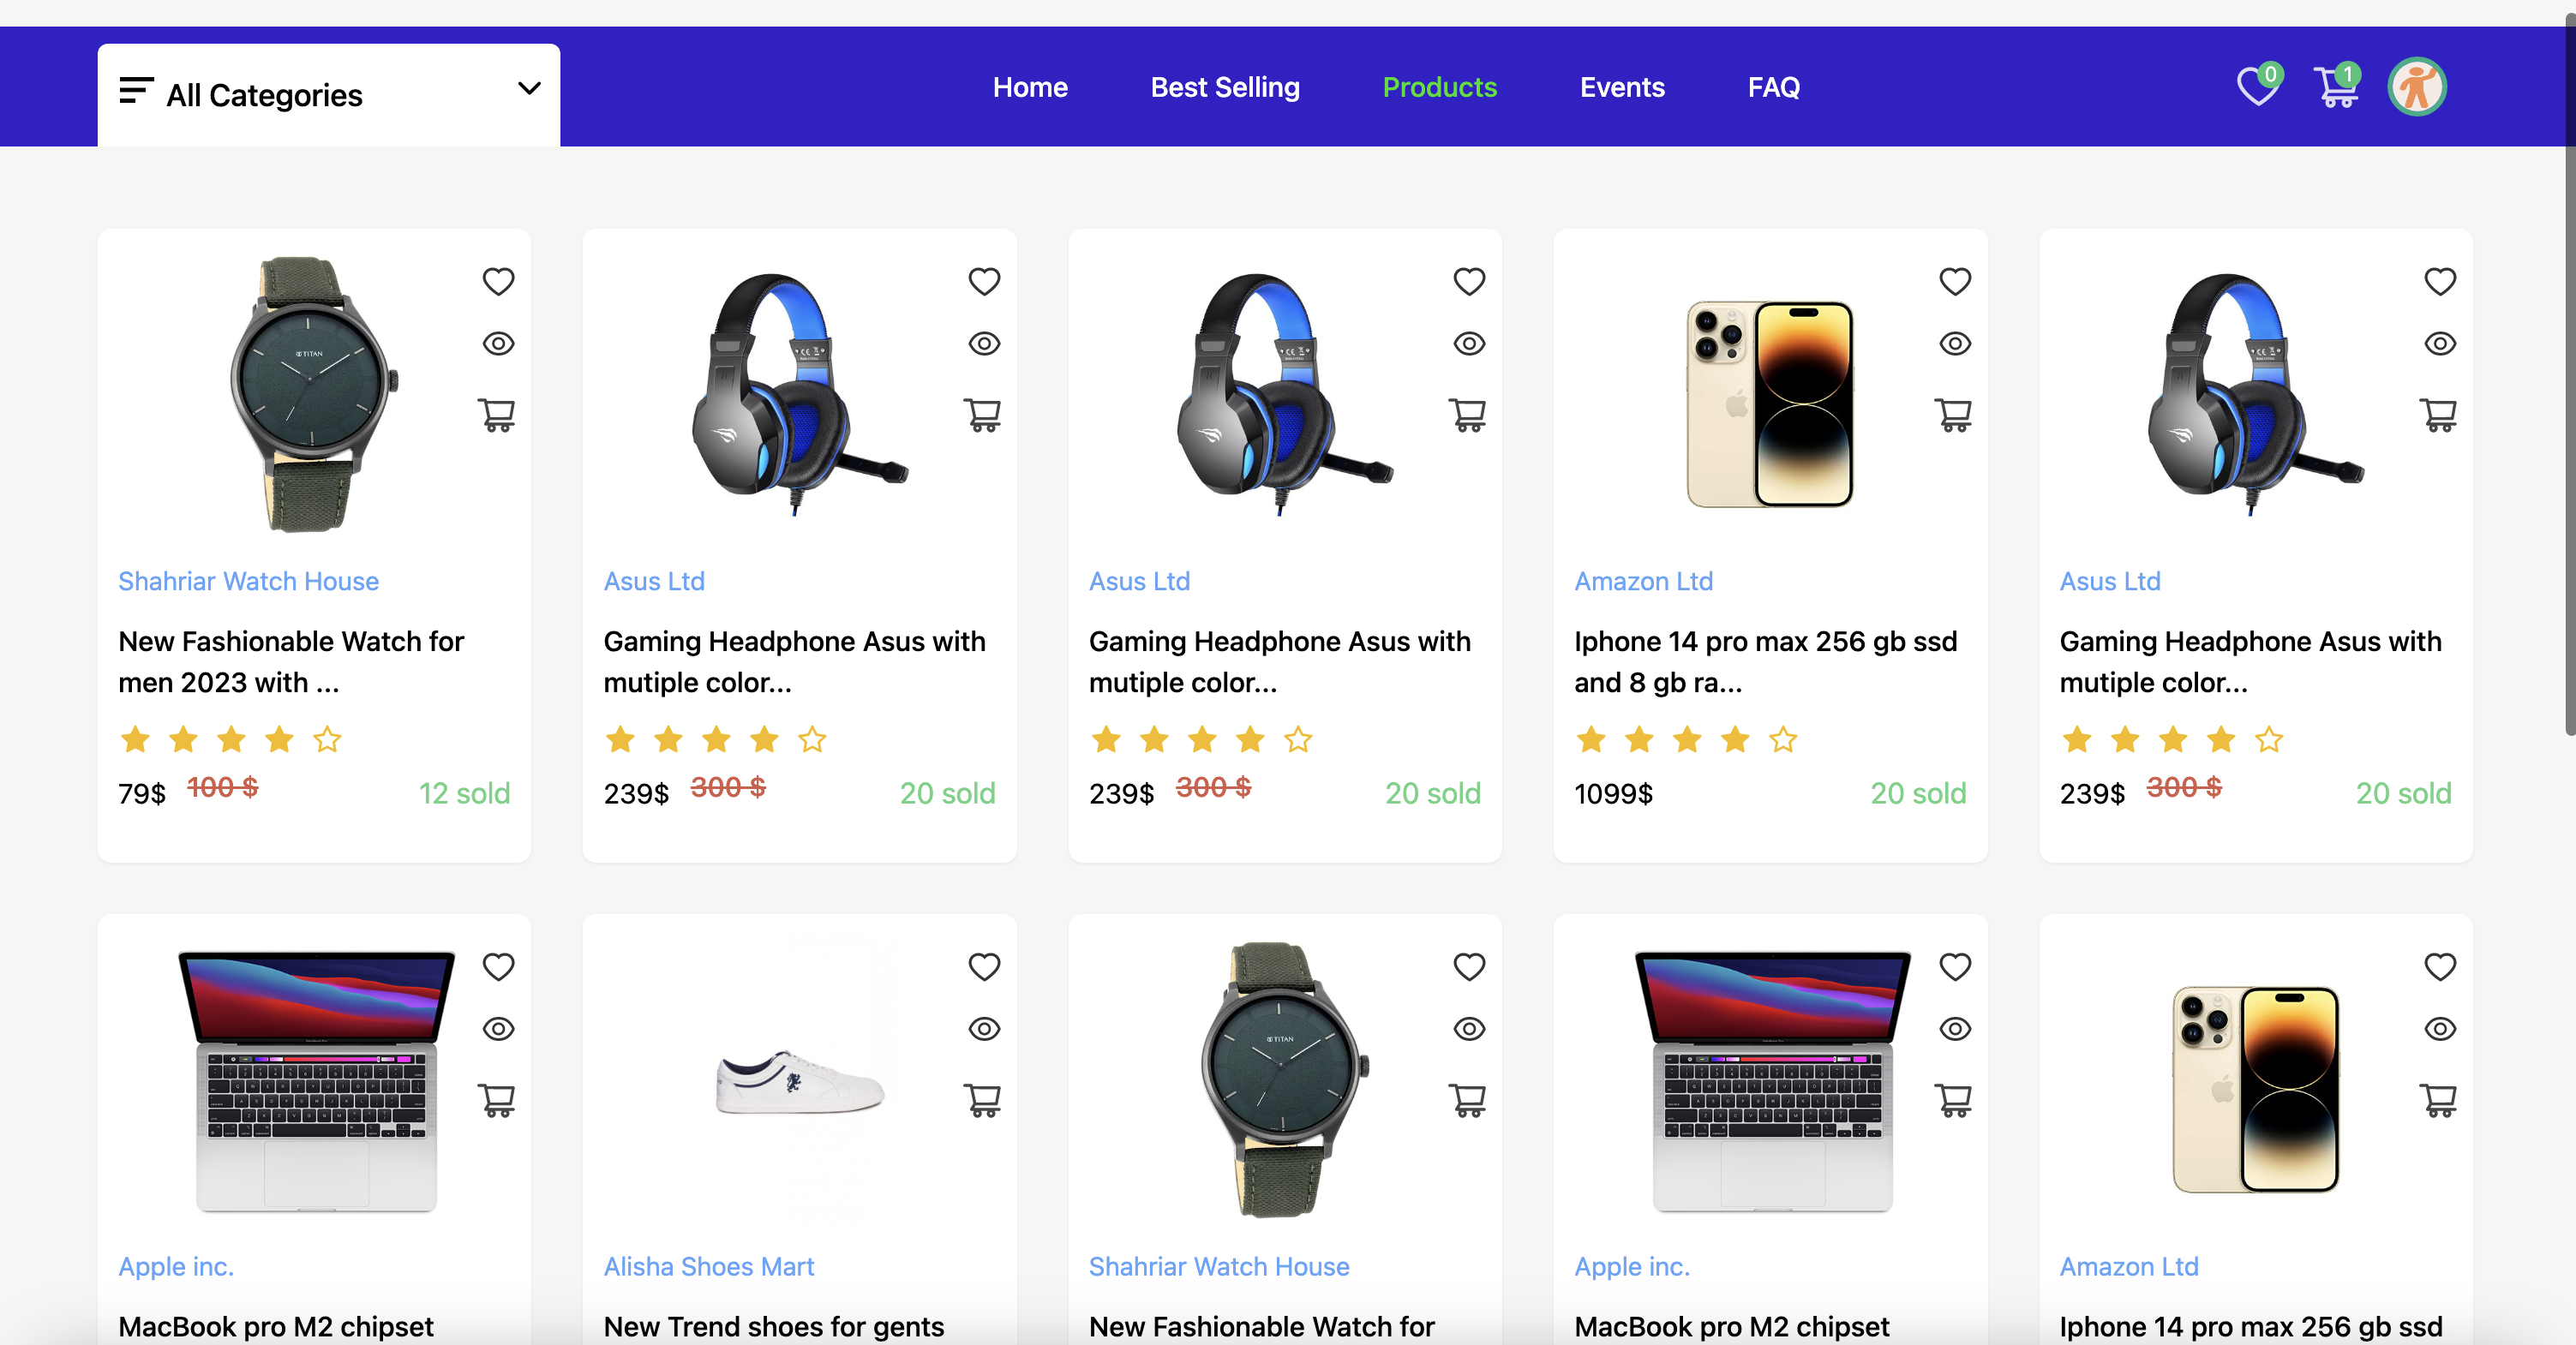 All Categories
Home
Best Selling
Products
Events
FAQ
0
1
TITAN
Shahriar Watch House
New Fashionable Watch for
men 2023 with ...
79$ 100 $ 12 sold
Asus Ltd
Gaming Headphone Asus with
mutiple color...
239$ 300 $ 20 sold
Asus Ltd
Gaming Headphone Asus with
mutiple color...
239$ 300 $ 20 sold
Amazon Ltd
Iphone 14 pro max 256 gb ssd
and 8 gb ra...
1099$ 20 sold
Asus Ltd
Gaming Headphone Asus with
mutiple color...
239$ 300 $ 20 sold
Apple inc.
MacBook pro M2 chipset
Alisha Shoes Mart
New Trend shoes for gents
TITAN
Shahriar Watch House
New Fashionable Watch for
Apple inc.
MacBook pro M2 chipset
Amazon Ltd
Iphone 14 pro max 256 gb ssd